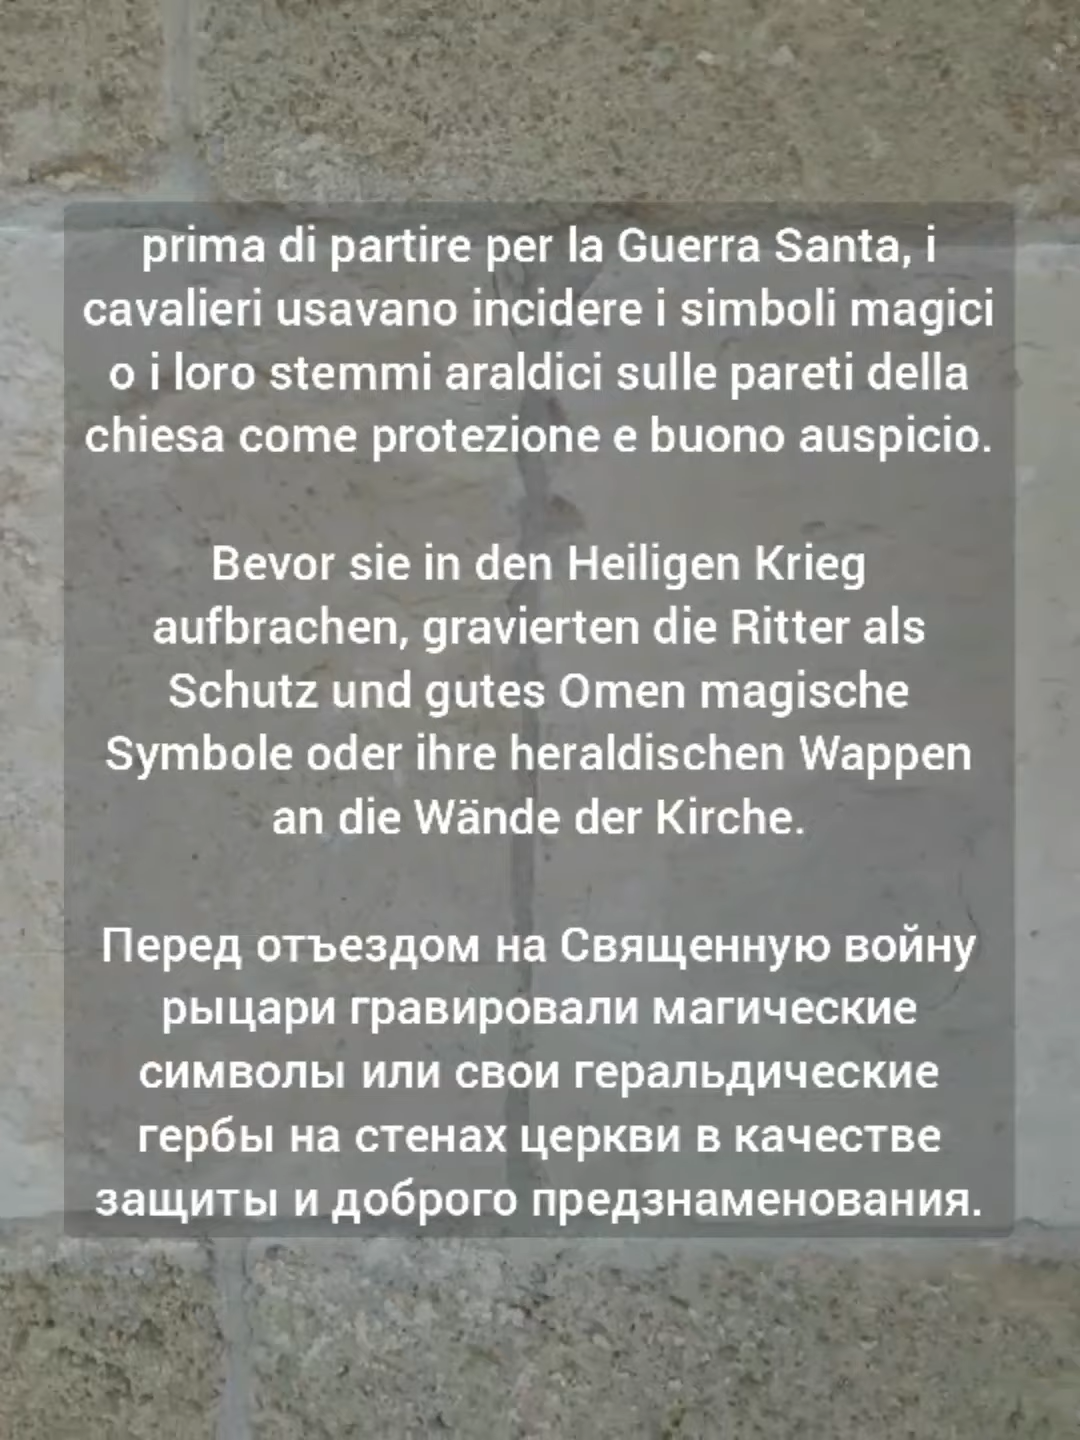 prima di partire per la Guerra Santa, i
cavalieri usavano incidere i simboli magici
o i loro stemmi araldici sulle pareti della
chiesa come protezione e buono auspicio.
Bevor sie in den Heiligen Krieg
aufbrachen, gravierten die Ritter als
Schutz und gutes Omen magische
Symbole oder ihre heraldischen Wappen
an die Wände der Kirche.
Перед отъездом на Священную войну
рыцари гравировали магические
символы или свои геральдические
гербы на стенах церкви в качестве
защиты и доброго предзнаменования.